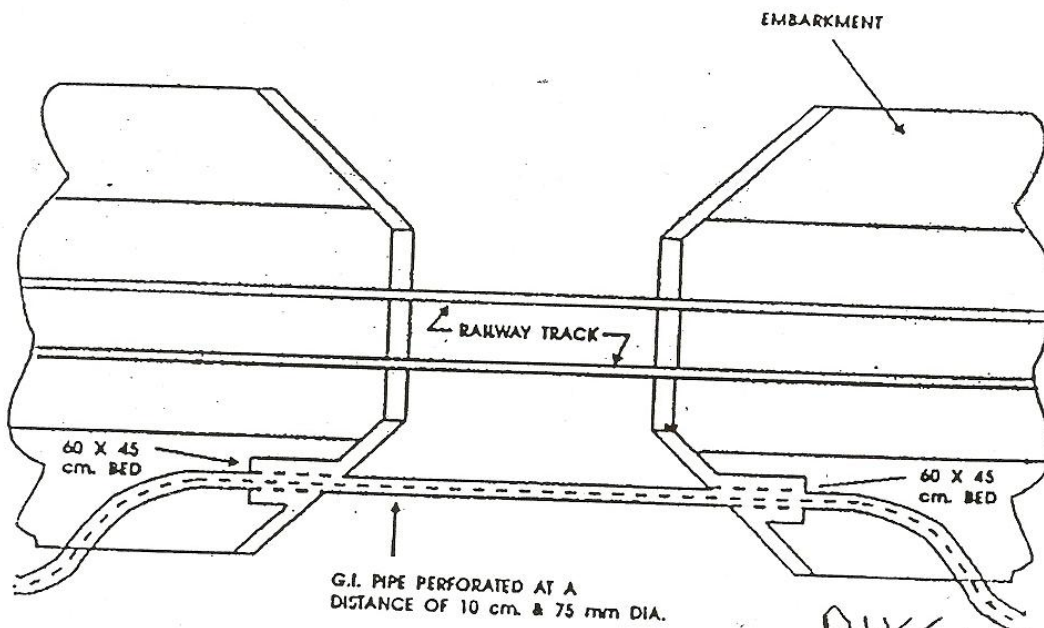 EMBARKMENT
RAILWAY TRACK
60 X 45
cm. BED
60 X 45
cm. BED
G.I. PIPE PERFORATED AT A
DISTANCE OF 10 cm. & 75 mm DIA.